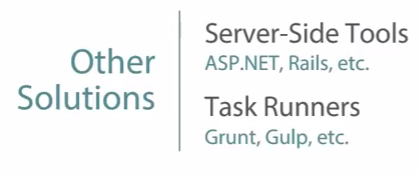 Other
Solutions
Server-Side Tools
ASP.NET, Rails, etc.
Task Runners
Grunt, Gulp, etc.